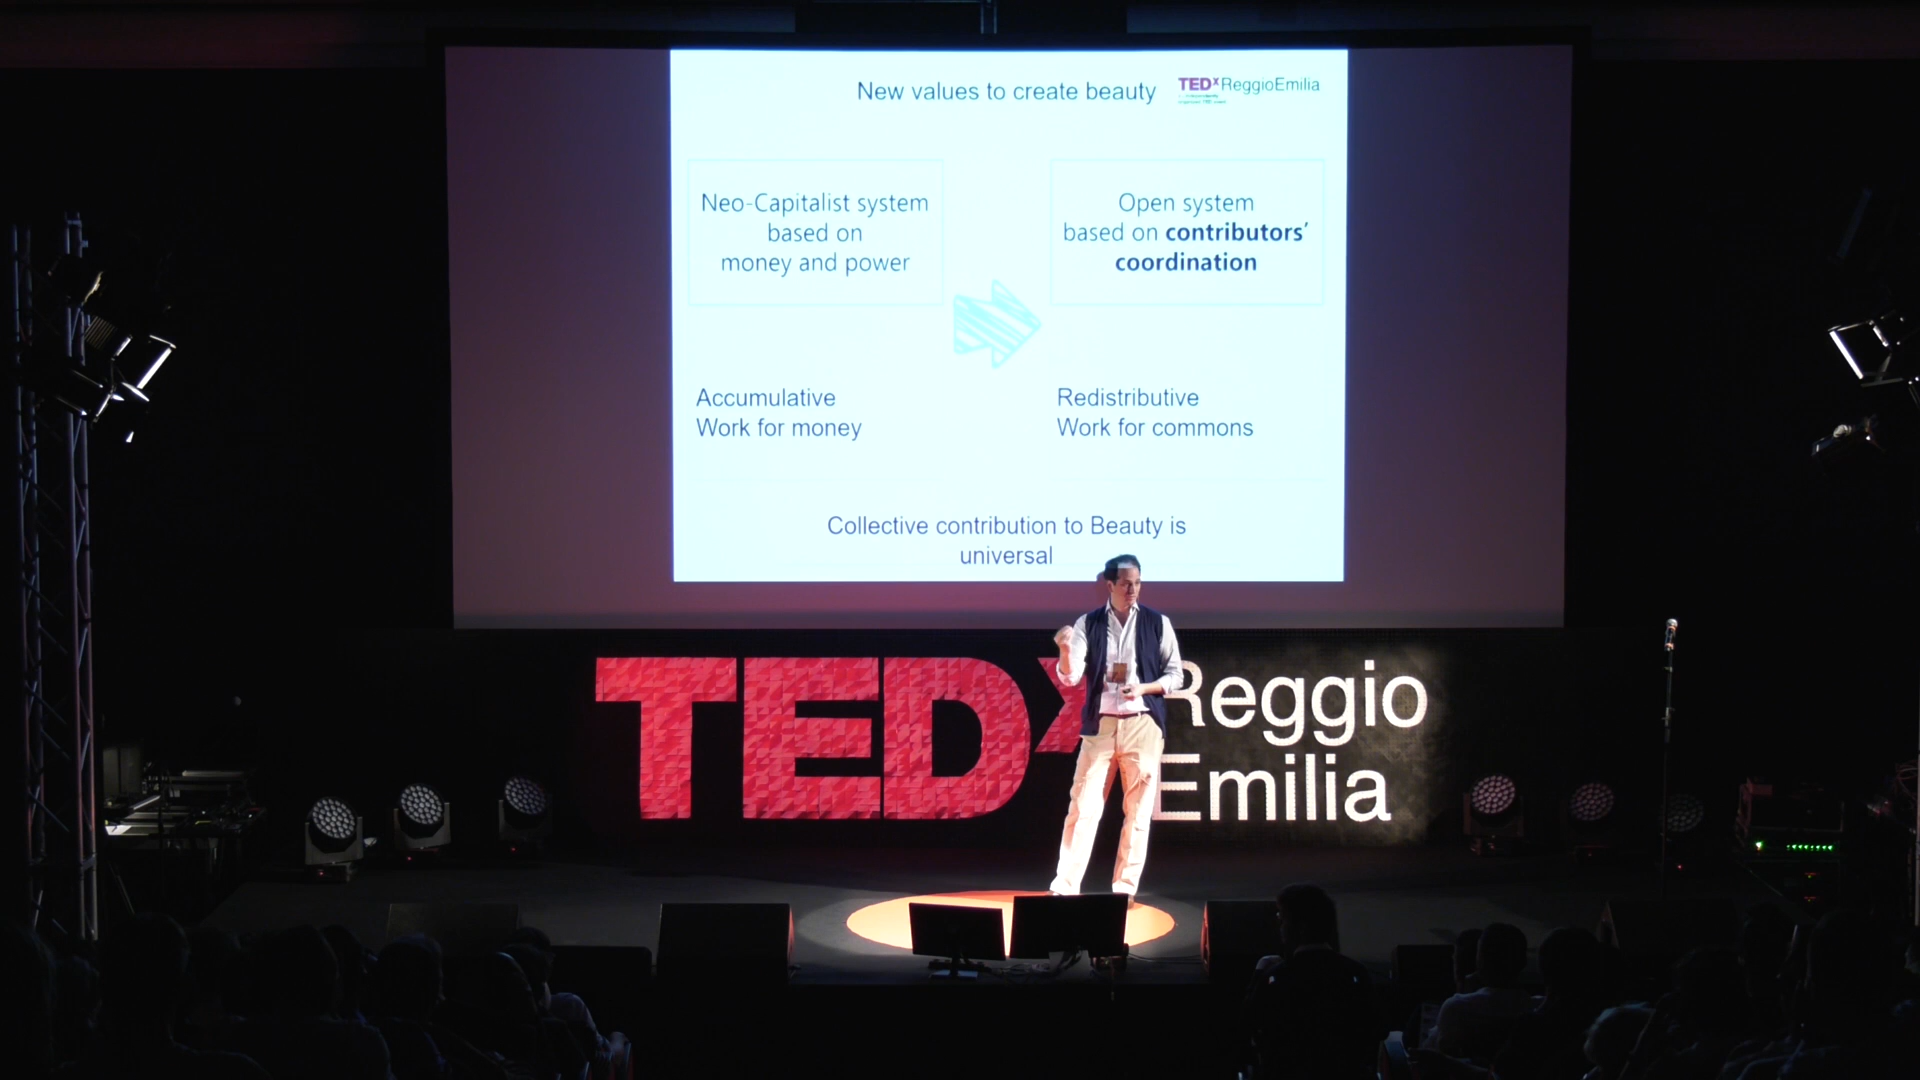 New values to create beauty
TEDxReggioEmilia
Neo-Capitalist system
based on
money and power
Open system
based on contributors’
coordination
Accumulative
Work for money
Redistributive
Work for commons
Collective contribution to Beauty is
universal
TEDx
Reggio
Emilia